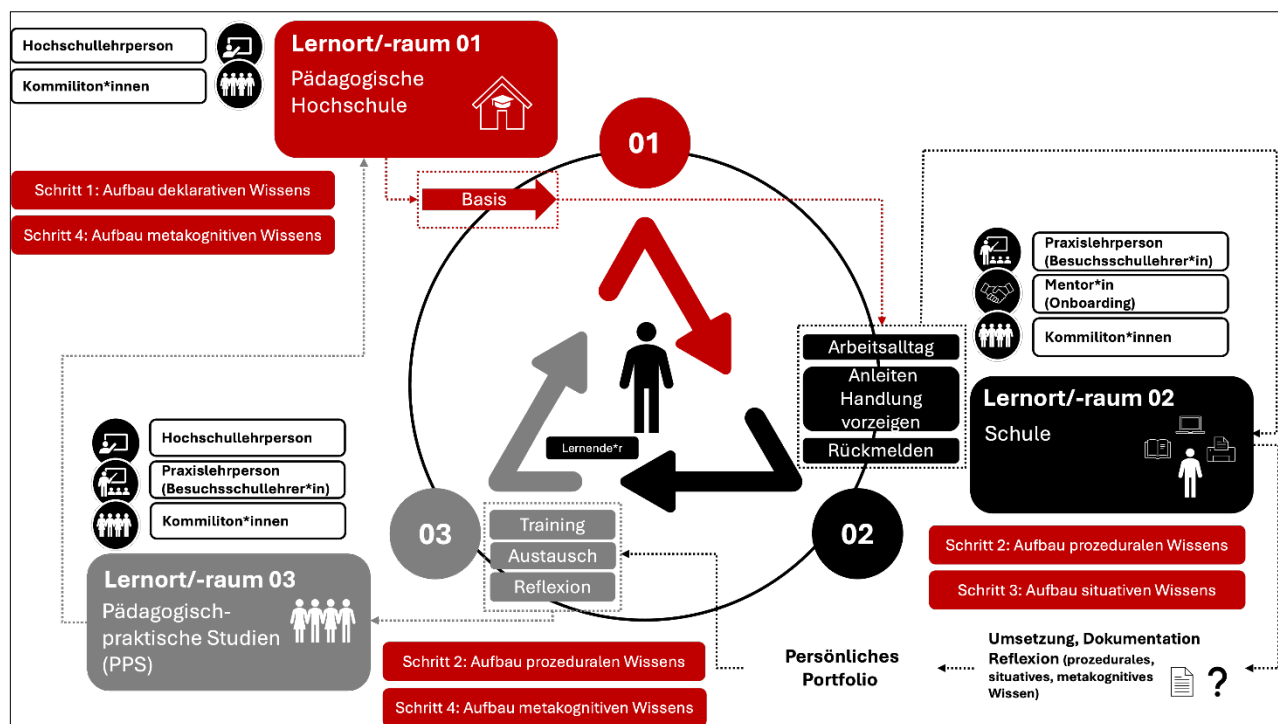 Hochschullehrperson
Kommiliton*innen
Lernort/-raum 01
Pädagogische
Hochschule
01
Schritt 1: Aufbau deklarativen Wissens
Schritt 4: Aufbau metakognitiven Wissens
Basis
Praxislehrperson
(Besuchsschullehrer*in)
Mentor*in
(Onboarding)
Kommiliton*innen
Arbeitsalltag
Anleiten
Handlung
vorzeigen
Rückmelden
Lernort/-raum 02
Schule
Lernende*r
Hochschullehrperson
Praxislehrperson
(Besuchsschullehrer*in)
Kommiliton*innen
03
02
Training
Austausch
Reflexion
Schritt 2: Aufbau prozeduralen Wissens
Schritt 3: Aufbau situativen Wissens
Lernort/-raum 03
Pädagogisch-
praktische Studien
(PPS)
Schritt 2: Aufbau prozeduralen Wissens
Schritt 4: Aufbau metakognitiven Wissens
Persönliches
Portfolio
Umsetzung, Dokumentation
Reflexion (prozedurales,
situatives, metakognitives
Wissen)
?